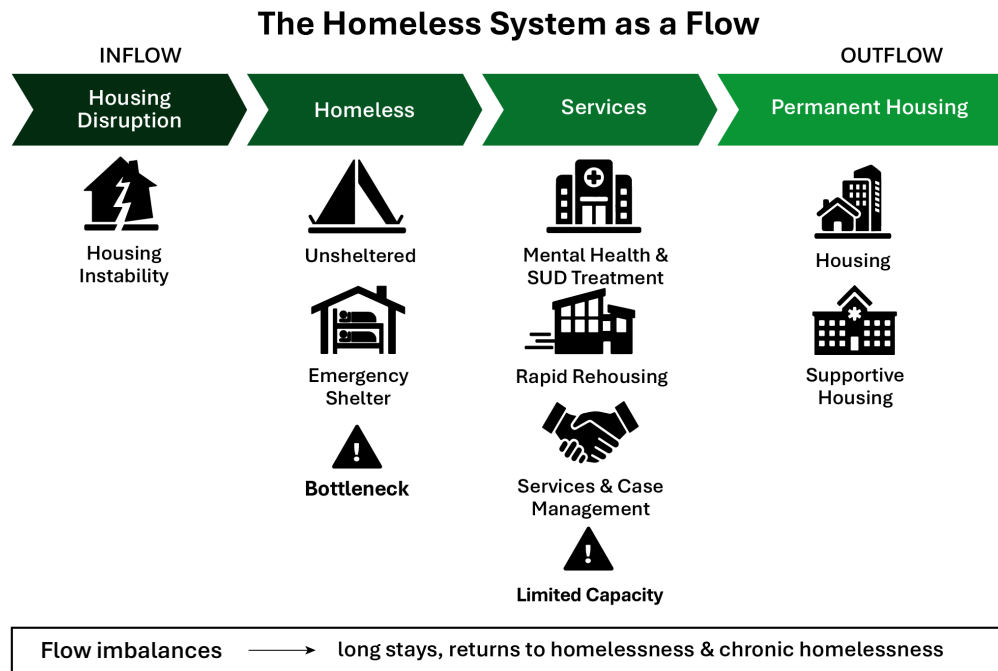 The Homeless System as a Flow
INFLOW
OUTFLOW
Housing
Disruption
Homeless
Services
Permanent Housing
Housing
Instability
Unsheltered
Emergency
Shelter
!
Bottleneck
Mental Health &
SUD Treatment
Rapid Rehousing
Services & Case
Management
!
Limited Capacity
Housing
Supportive
Housing
Flow imbalances
long stays, returns to homelessness & chronic homelessness